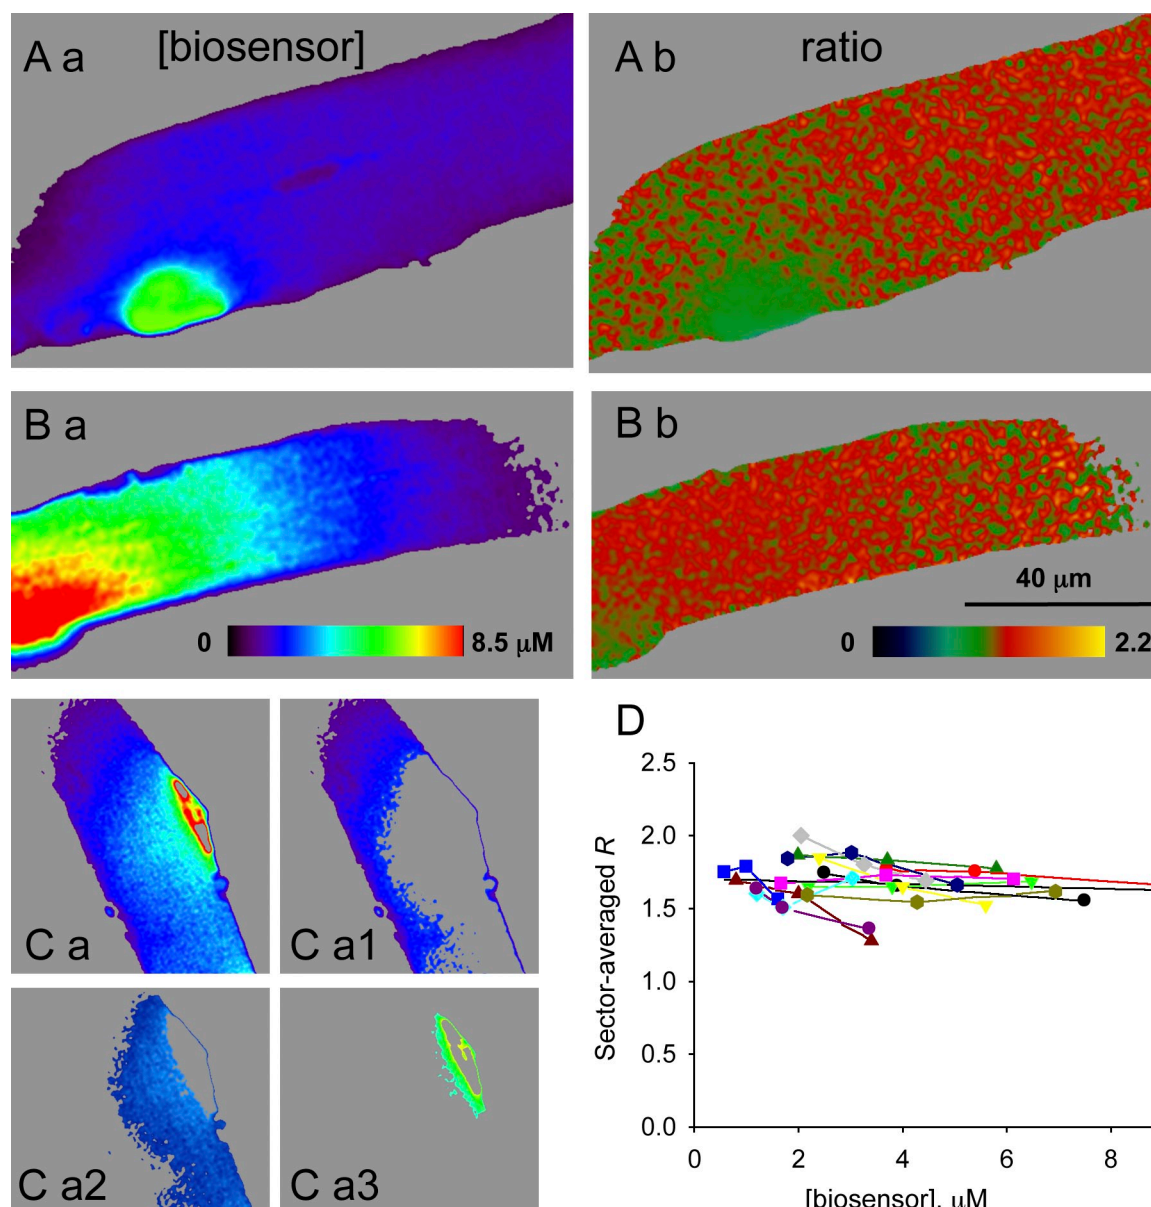 A a [biosensor]
A b ratio
B a
0 8.5 μM
B b
40 μm
0 2.2
C a
C a1
C a2
C a3
D
2.5
2.0
1.5
1.0
0.5
0.0
Sector-averaged R
0 2 4 6 8
[biosensor], μM